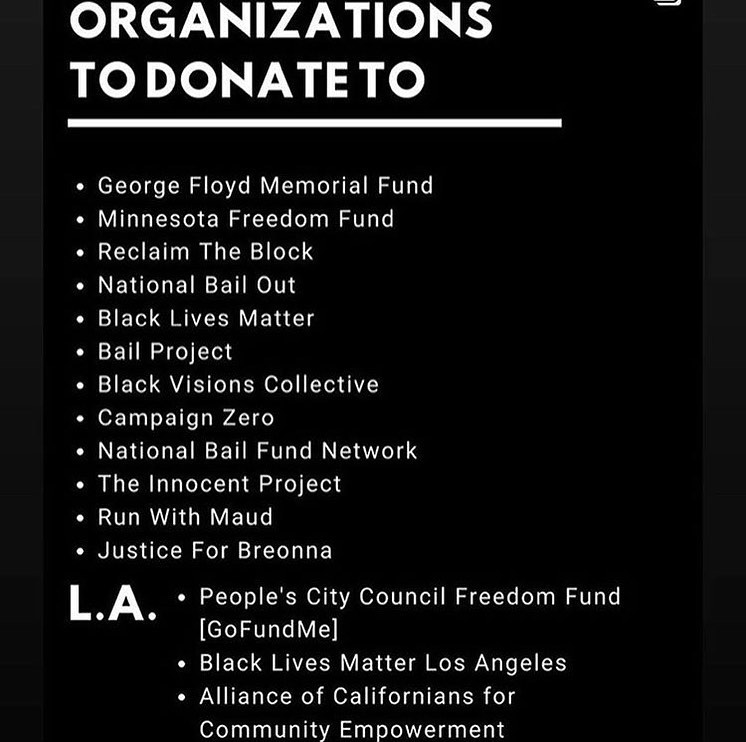 ORGANIZATIONS
TO DONATE TO
• George Floyd Memorial Fund
• Minnesota Freedom Fund
• Reclaim The Block
• National Bail Out
• Black Lives Matter
• Bail Project
• Black Visions Collective
• Campaign Zero
• National Bail Fund Network
• The Innocent Project
• Run With Maud
• Justice For Breonna
L.A.
• People's City Council Freedom Fund
[GoFundMe]
• Black Lives Matter Los Angeles
• Alliance of Californians for
Community Empowerment